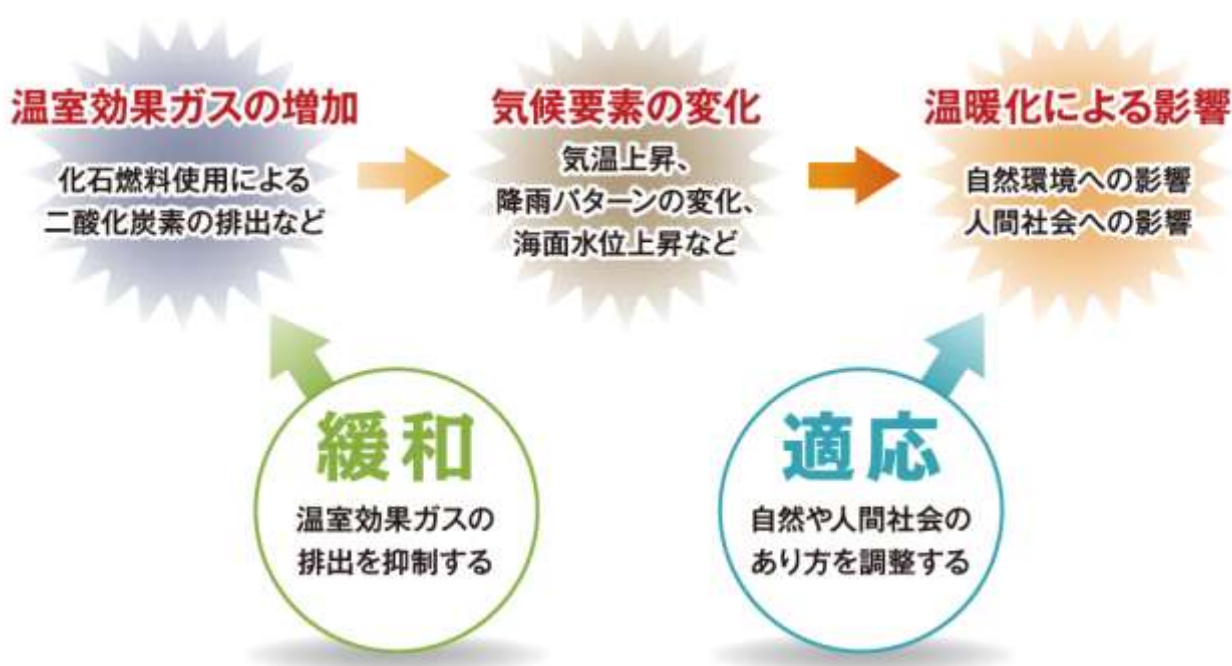 温室効果ガスの増加
化石燃料使用による
二酸化炭素の排出など
気候要素の変化
気温上昇、
降雨パターンの変化、
海面水位上昇など
温暖化による影響
自然環境への影響
人間社会への影響
緩和
温室効果ガスの
排出を抑制する
適応
自然や人間社会の
あり方を調整する